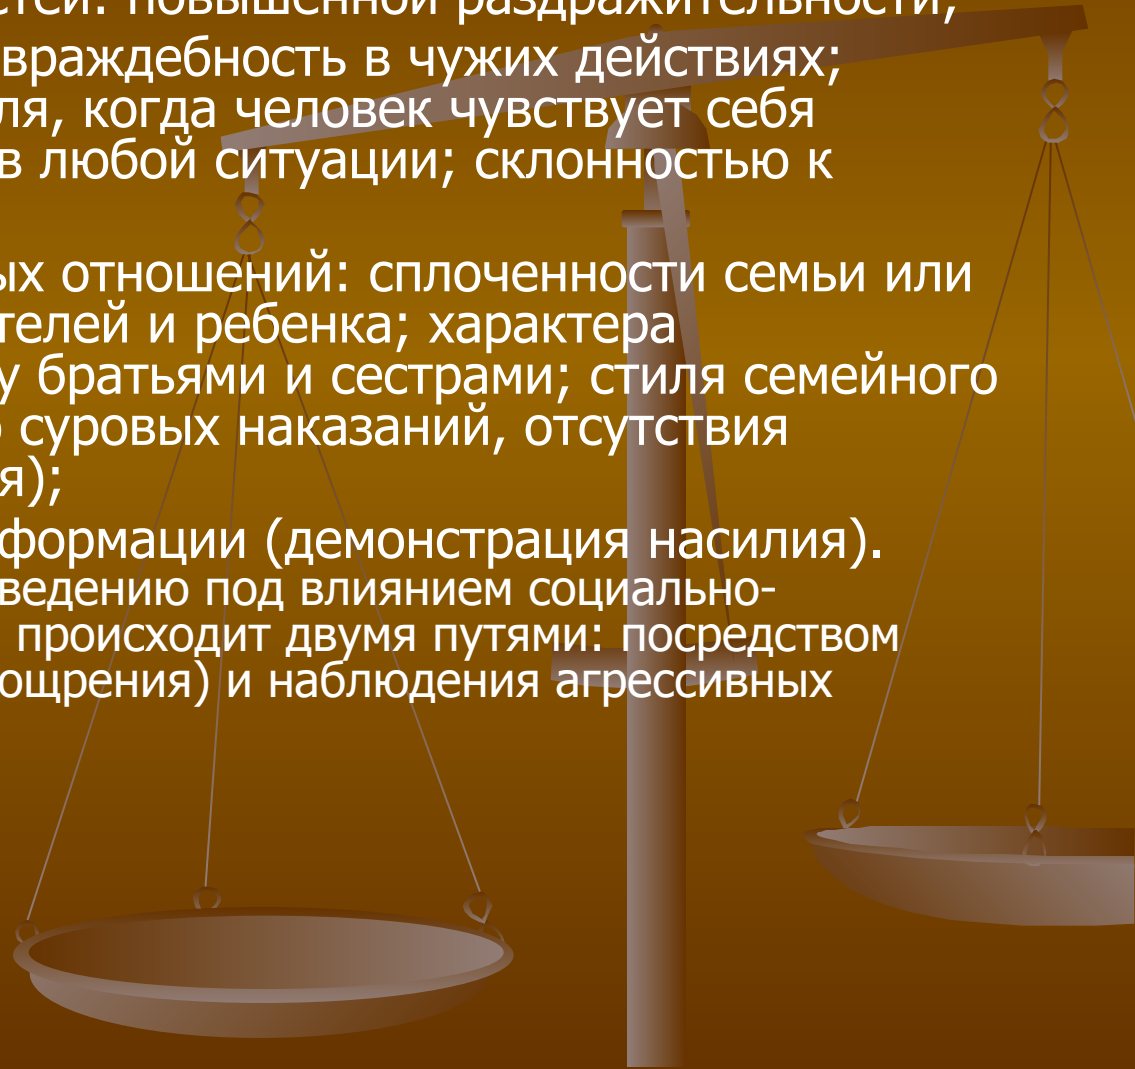 стей: повышенной раздражительности,
враждебность в чужих действиях;
ля, когда человек чувствует себя
в любой ситуации; склонностью к
ых отношений: сплоченности семьи или
телей и ребенка; характера
у братьями и сестрами; стиля семейного
о суровых наказаний, отсутствия
я);
формации (демонстрация насилия).
ведению под влиянием социально-
происходит двумя путями: посредством
ощрения) и наблюдения агрессивных